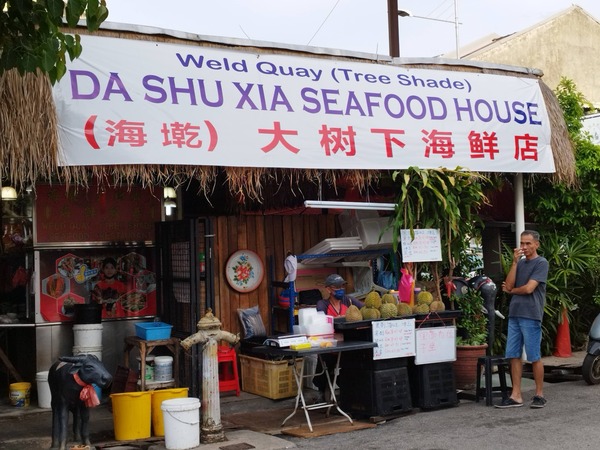 Weld Quay (Tree Shade)
DA SHU XIA SEAFOOD HOUSE
(海墘) 大树下海鲜店